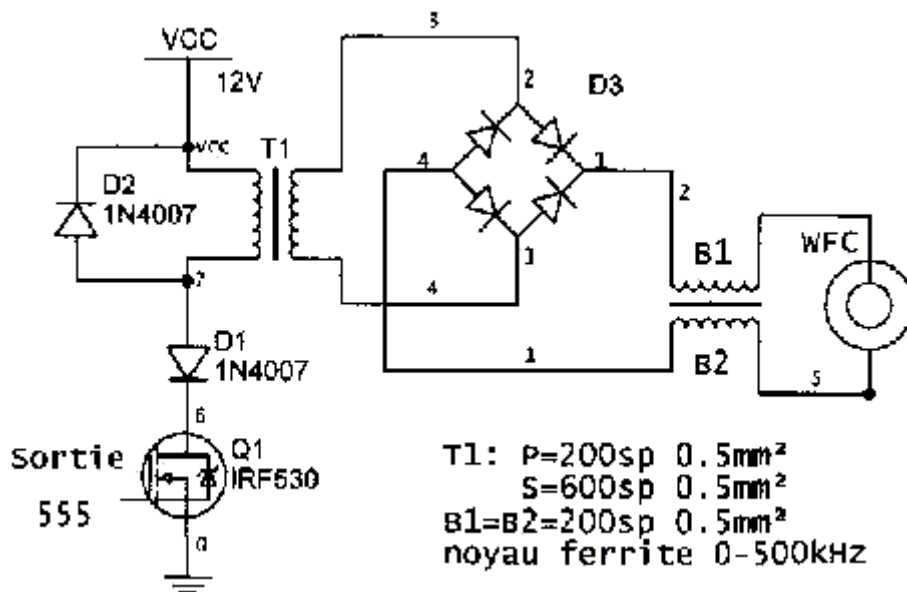 VCC
12V
VCC
T1
3
2
D3
4
1
2
D2
1N4007
7
3
4
1
B1
B2
WFC
5
D1
1N4007
6
Q1
IRF530
Sortie
555
0
T1: P=200sp 0.5mm²
S=600sp 0.5mm²
B1=B2=200sp 0.5mm²
noyau ferrite 0-500kHz